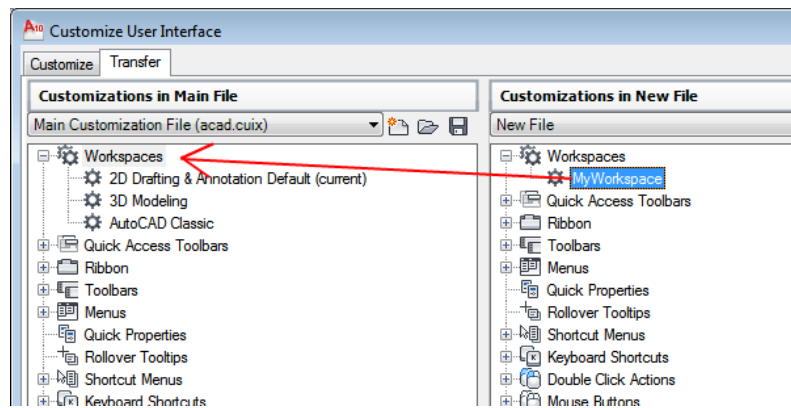 A10 Customize User Interface
Customize Transfer
Customizations in Main File
Main Customization File (acad.cuix)
Workspaces
2D Drafting & Annotation Default (current)
3D Modeling
AutoCAD Classic
Quick Access Toolbars
Ribbon
Toolbars
Menus
Quick Properties
Rollover Tooltips
Shortcut Menus
Keyboard Shortcuts
Customizations in New File
New File
Workspaces
MyWorkspace
Quick Access Toolbars
Ribbon
Toolbars
Menus
Quick Properties
Rollover Tooltips
Shortcut Menus
Keyboard Shortcuts
Double Click Actions
Mouse Buttons